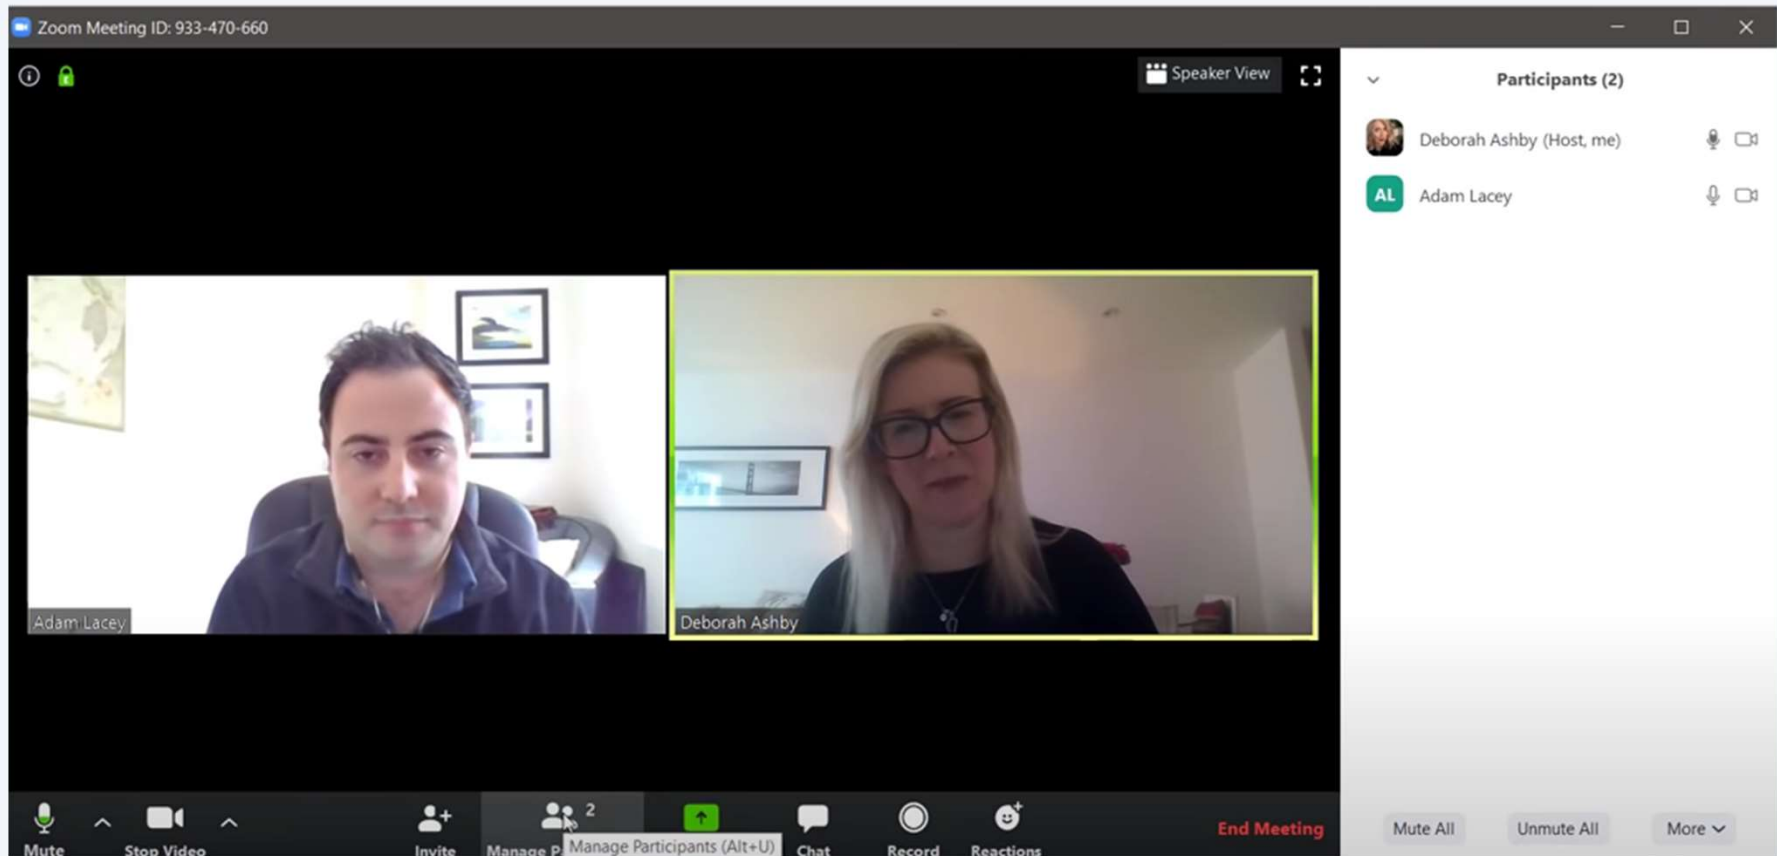 Zoom Meeting ID: 933-470-660
Speaker View
Participants (2)
Deborah Ashby (Host, me)
AL Adam Lacey
Adam Lacey
Deborah Ashby
Mute
Stop Video
Invite
Manage P
2
Manage Participants (Alt+U)
Chat
Record
Reactions
End Meeting
Mute All
Unmute All
More